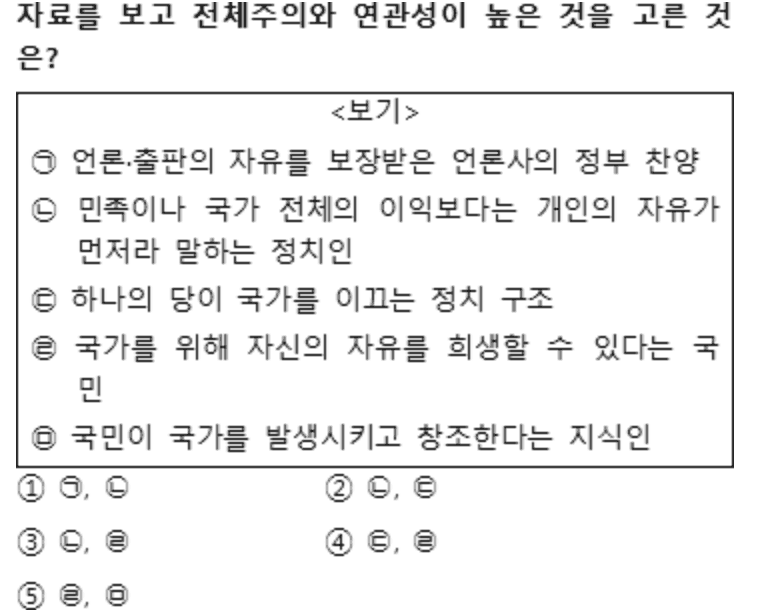 자료를 보고 전체주의와 연관성이 높은 것을 고른 것
은?
<보기>
㉠ 언론·출판의 자유를 보장받은 언론사의 정부 찬양
㉡ 민족이나 국가 전체의 이익보다는 개인의 자유가
먼저라 말하는 정치인
㉢ 하나의 당이 국가를 이끄는 정치 구조
㉣ 국가를 위해 자신의 자유를 희생할 수 있다는 국
민
㉤ 국민이 국가를 발생시키고 창조한다는 지식인
① ㉠, ㉡ ② ㉡, ㉢
③ ㉡, ㉣ ④ ㉢, ㉣
⑤ ㉣, ㉤